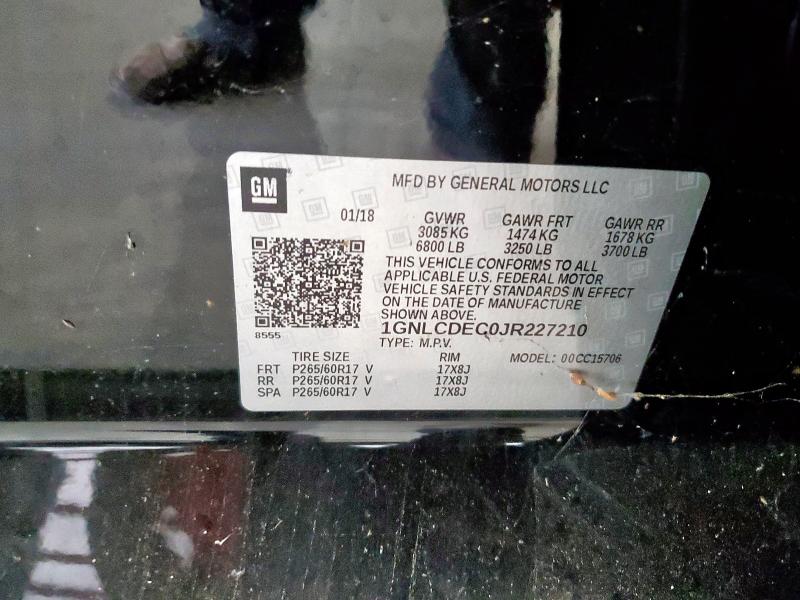 GM
MFD BY GENERAL MOTORS LLC
01/18 GVWR GAWR FRT GAWR RR
3085 KG 1474 KG 1678 KG
6800 LB 3250 LB 3700 LB
THIS VEHICLE CONFORMS TO ALL
APPLICABLE U.S. FEDERAL MOTOR
VEHICLE SAFETY STANDARDS IN EFFECT
ON THE DATE OF MANUFACTURE
SHOWN ABOVE.
1GNLCDEC0JR227210
8555
TYPE: M.P.V. MODEL: 00CC15706
TIRE SIZE RIM
FRT P265/60R17 V 17X8J
RR P265/60R17 V 17X8J
SPA P265/60R17 V 17X8J